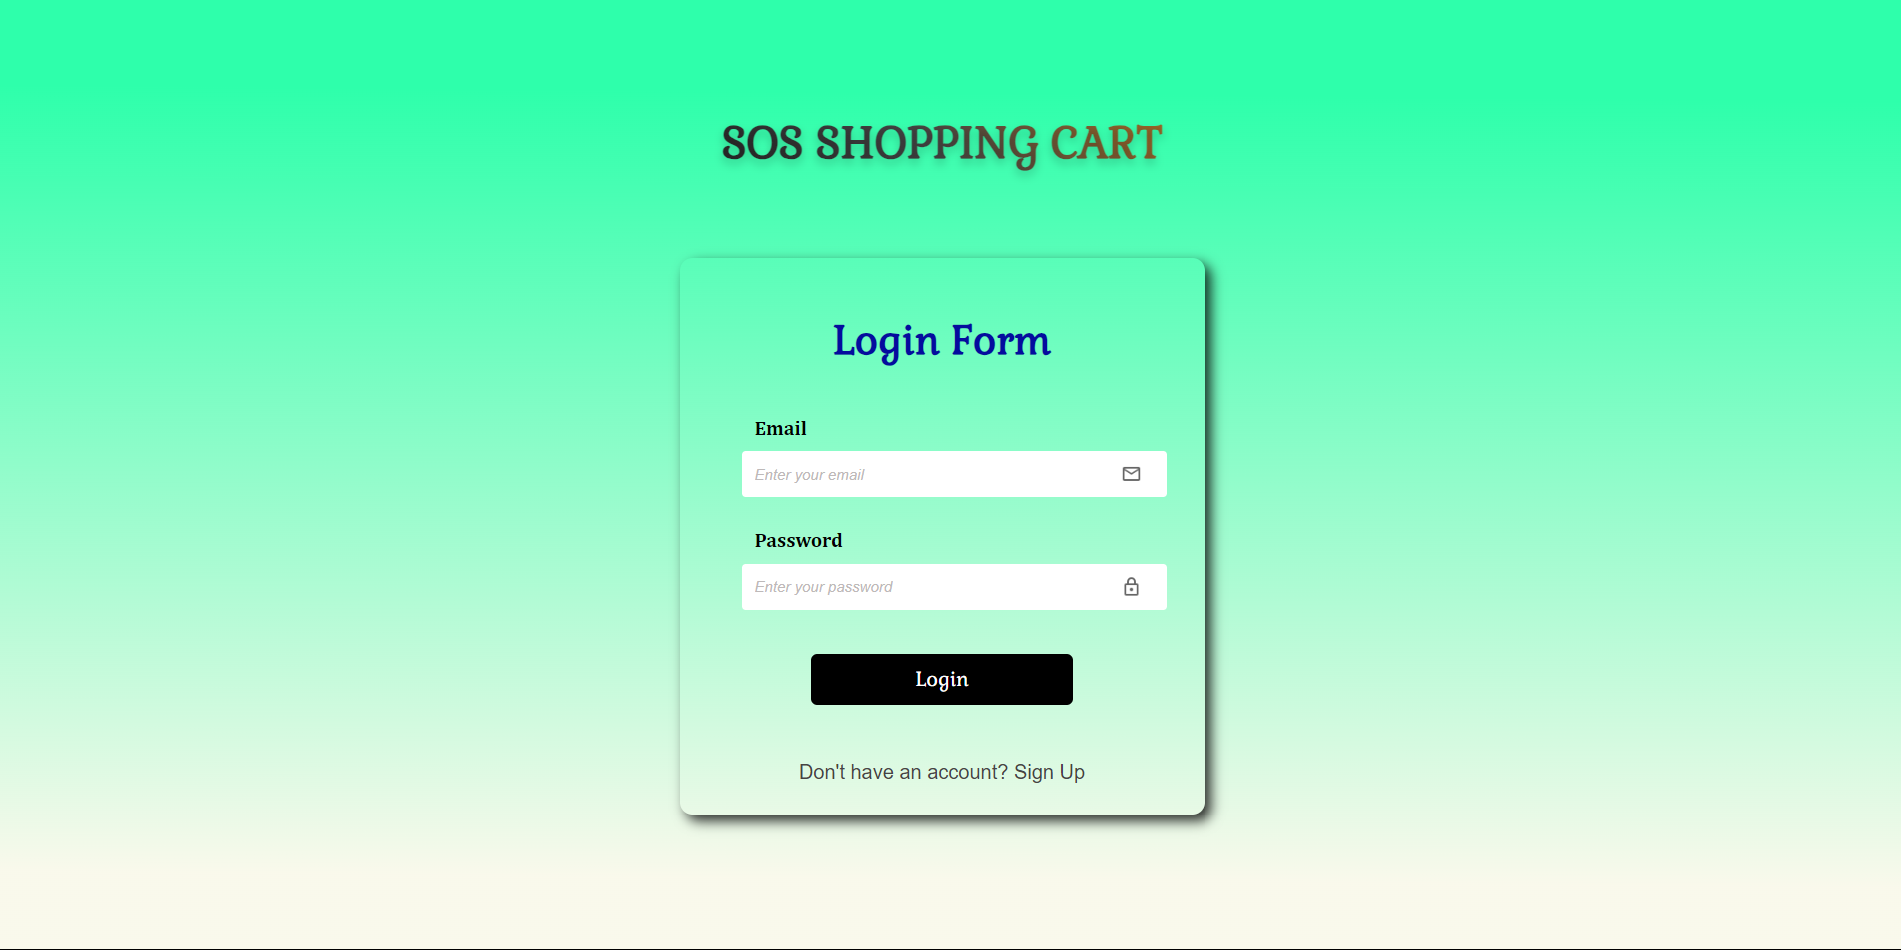 SOS SHOPPING CART
Login Form
Email
Enter your email
Password
Enter your password
Login
Don't have an account? Sign Up